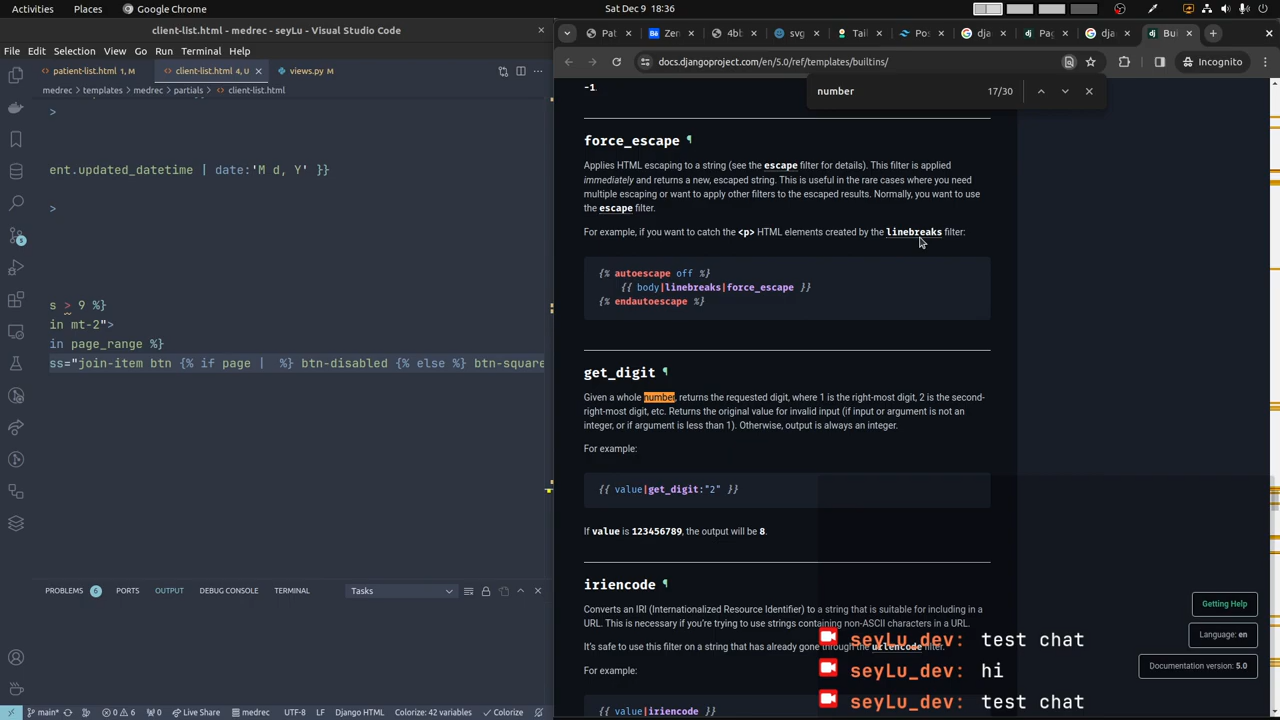 Activities
Places
Google Chrome
Sat Dec 9 18:36
client-list.html - medrec - seyLu - Visual Studio Code
File Edit Selection View Go Run Terminal Help
patient-list.html 1, M
client-list.html 4, U
views.py M
medrec > templates > medrec > partials > client-list.html
>
ent.updated_datetime | date:'M d, Y' }}
>
s > 9 %}
in mt-2">
in page_range %}
ss="join-item btn {% if page |  %} btn-disabled {% else %} btn-square
PROBLEMS 6 PORTS OUTPUT DEBUG CONSOLE TERMINAL
Tasks
main* 0 6 0 Live Share medrec UTF-8 LF Django HTML Colorize: 42 variables Colorize
Pat
Zen
4bl
svg
Tail
Pos
dja
Pag
dja
Bui
docs.djangoproject.com/en/5.0/ref/templates/builtins/
Incognito
number 17/30
-1
force_escape ¶
Applies HTML escaping to a string (see the escape filter for details). This filter is applied
immediately and returns a new, escaped string. This is useful in the rare cases where you need
multiple escaping or want to apply other filters to the escaped results. Normally, you want to use
the escape filter.
For example, if you want to catch the <p> HTML elements created by the linebreaks filter:
{% autoescape off %}
{{ body|linebreaks|force_escape }}
{% endautoescape %}
get_digit ¶
Given a whole number, returns the requested digit, where 1 is the right-most digit, 2 is the second-
right-most digit, etc. Returns the original value for invalid input (if input or argument is not an
integer, or if argument is less than 1). Otherwise, output is always an integer.
For example:
{{ value|get_digit:"2" }}
If value is 123456789, the output will be 8.
iriencode ¶
Converts an IRI (Internationalized Resource Identifier) to a string that is suitable for including in a
URL. This is necessary if you're trying to use strings containing non-ASCII characters in a URL.
It's safe to use this filter on a string that has already gone through the urlencode filter.
For example:
{{ value|iriencode }}
Getting Help
Language: en
Documentation version: 5.0
seyLu_dev: test chat
seyLu_dev: hi
seyLu_dev: test chat